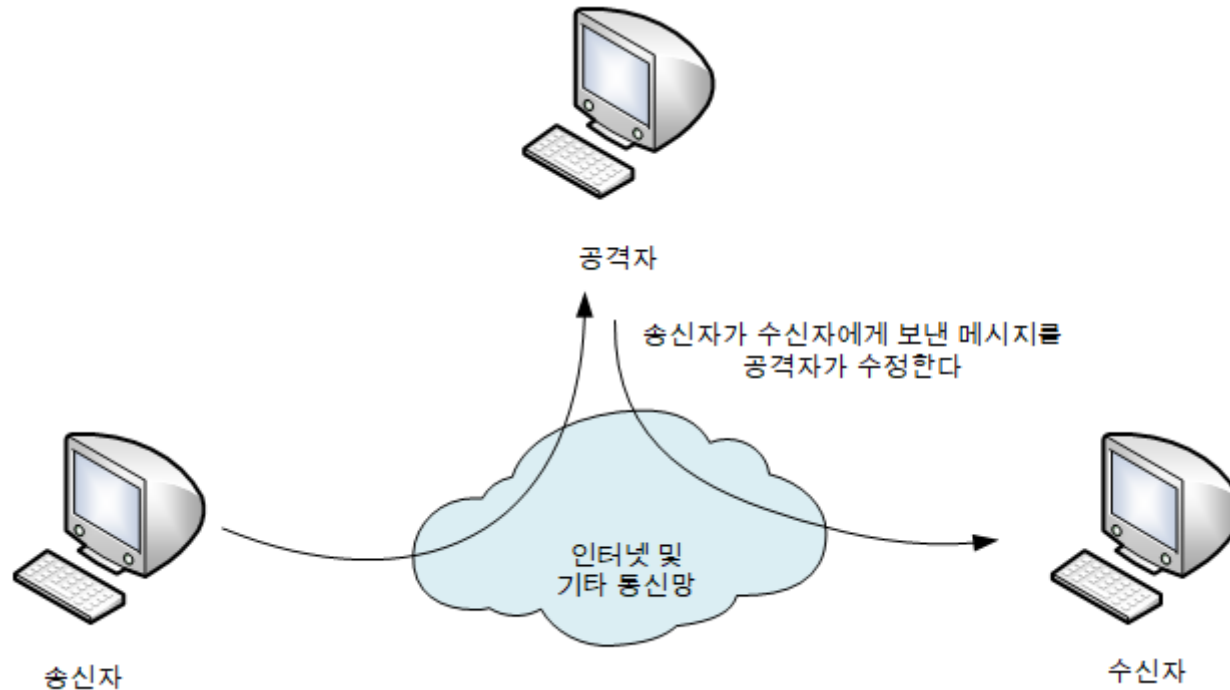 공격자
송신자가 수신자에게 보낸 메시지를
공격자가 수정한다
인터넷 및
기타 통신망
송신자
수신자